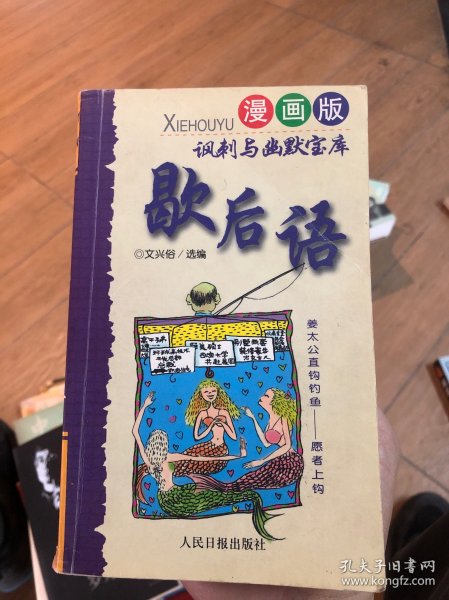 XIEHOUYU 漫画版
讽刺与幽默宝库
歇后语
◎文兴俗/选编
姜太公直钩钓鱼——愿者上钩
人民日报出版社
孔夫子旧书网
www.kongfz.com